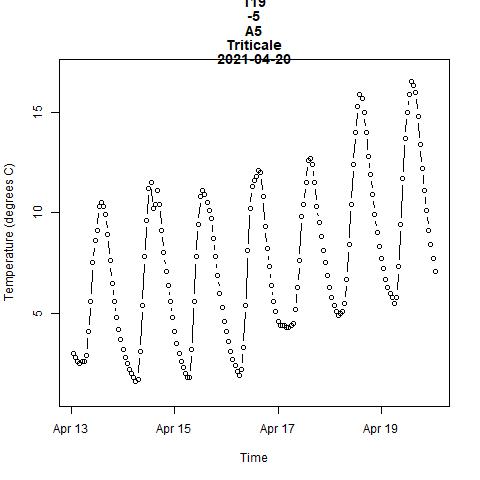 T19
-5
A5
Triticale
2021-04-20
Temperature (degrees C)
15
10
5
Apr 13
Apr 15
Apr 17
Apr 19
Time